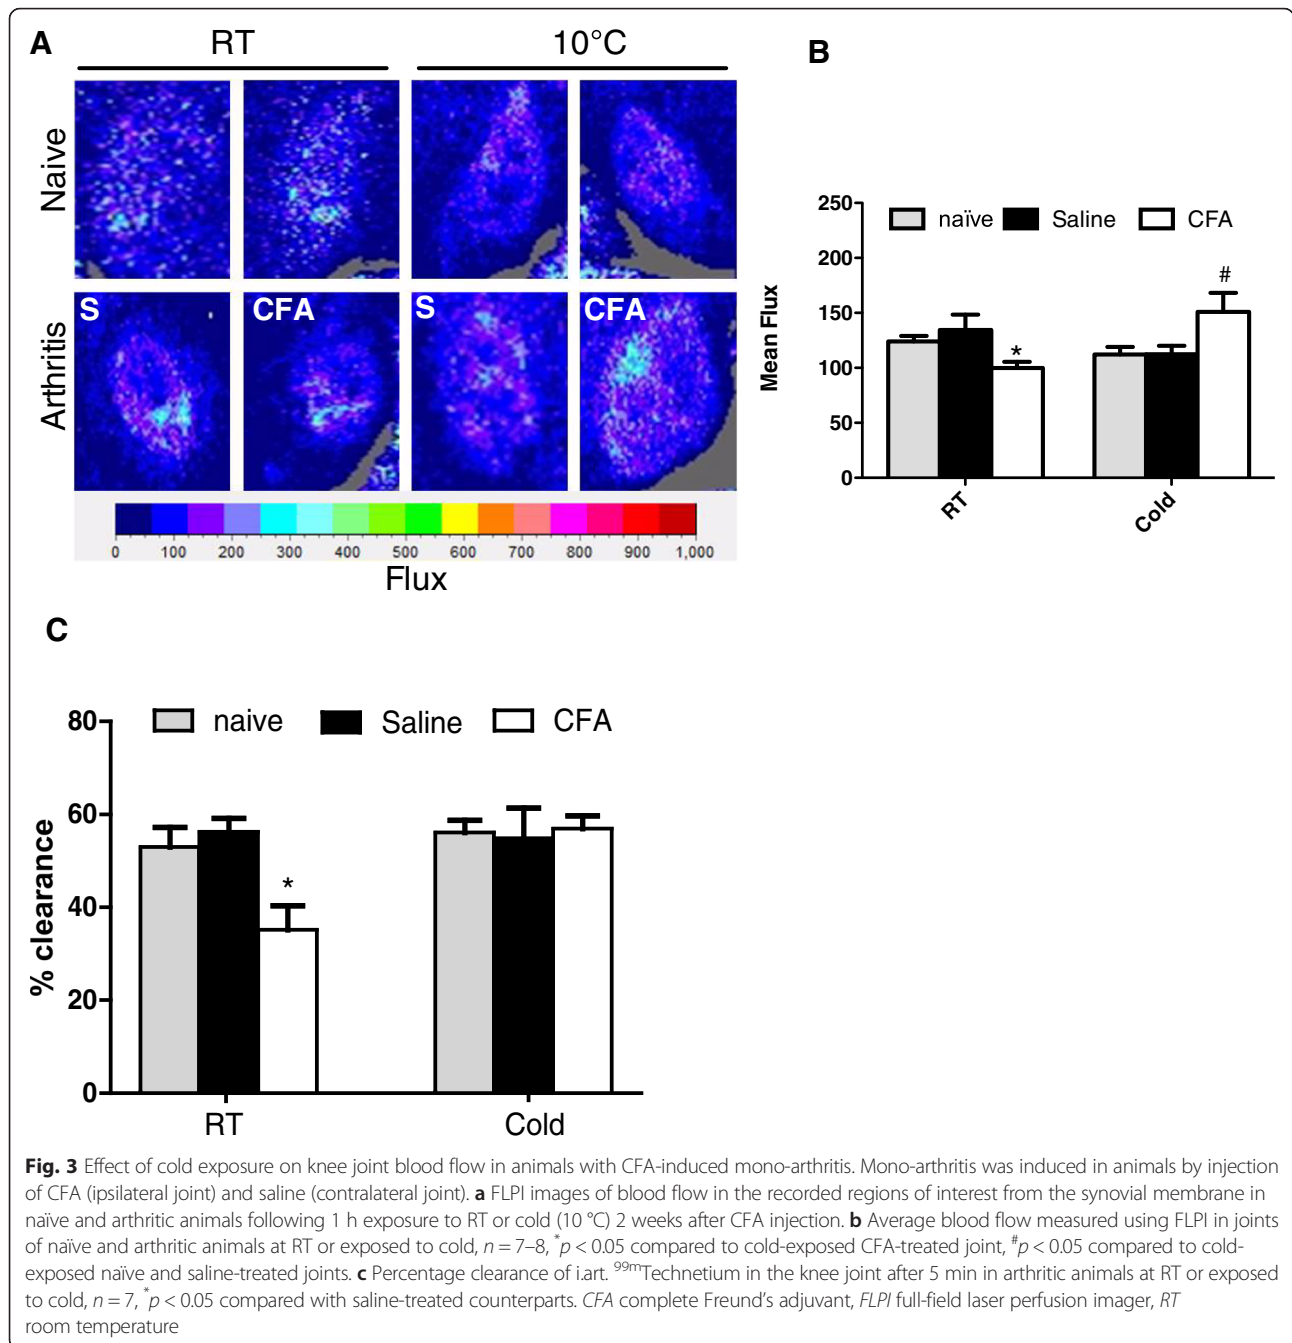 A
RT
10°C
Naive
Arthritis
S
CFA
S
CFA
0 100 200 300 400 500 600 700 800 900 1,000
Flux
B
naïve Saline CFA
Mean Flux
250
200
150
100
50
0
*
#
RT
Cold
C
naive Saline CFA
% clearance
80
60
40
20
0
*
RT
Cold
Fig. 3 Effect of cold exposure on knee joint blood flow in animals with CFA-induced mono-arthritis. Mono-arthritis was induced in animals by injection
of CFA (ipsilateral joint) and saline (contralateral joint). a FLPI images of blood flow in the recorded regions of interest from the synovial membrane in
naïve and arthritic animals following 1 h exposure to RT or cold (10 °C) 2 weeks after CFA injection. b Average blood flow measured using FLPI in joints
of naïve and arthritic animals at RT or exposed to cold, n = 7–8, *p < 0.05 compared to cold-exposed CFA-treated joint, #p < 0.05 compared to cold-
exposed naïve and saline-treated joints. c Percentage clearance of i.art. 99mTechnetium in the knee joint after 5 min in arthritic animals at RT or exposed
to cold, n = 7, *p < 0.05 compared with saline-treated counterparts. CFA complete Freund's adjuvant, FLPI full-field laser perfusion imager, RT
room temperature